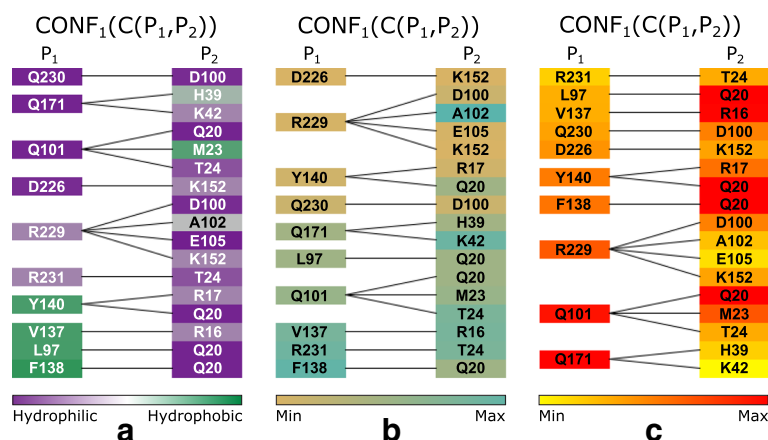 CONF₁(C(P₁,P₂))
P₁ P₂
Q230 D100
Q171 H39
K42
Q20
Q101 M23
T24
D226 K152
D100
R229 A102
E105
K152
R231 T24
Y140 R17
Q20
V137 R16
L97 Q20
F138 Q20
Hydrophilic Hydrophobic
a
CONF₁(C(P₁,P₂))
P₁ P₂
D226 K152
D100
A102
R229 E105
K152
Y140 R17
Q20
Q230 D100
Q171 H39
K42
L97 Q20
Q20
Q101 M23
T24
V137 R16
R231 T24
F138 Q20
Min Max
b
CONF₁(C(P₁,P₂))
P₁ P₂
R231 T24
L97 Q20
V137 R16
Q230 D100
D226 K152
Y140 R17
Q20
F138 Q20
D100
R229 A102
E105
K152
Q20
Q101 M23
T24
Q171 H39
K42
Min Max
c